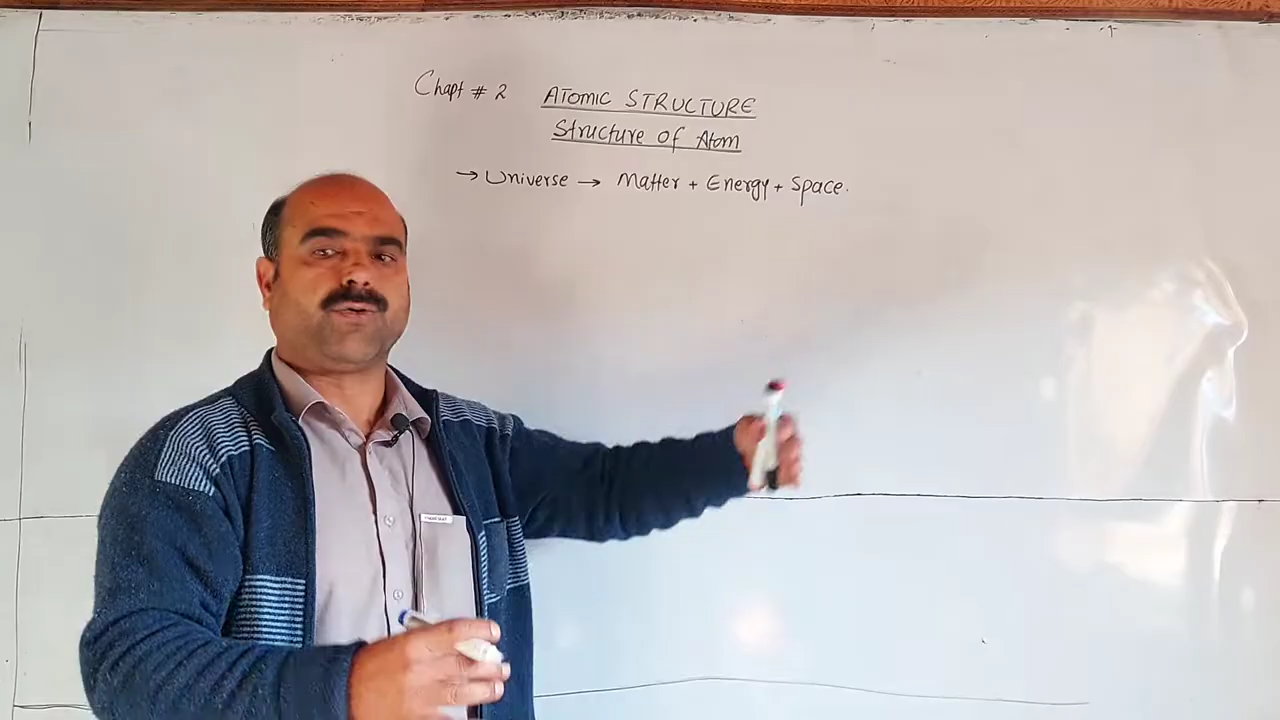 Chapt # 2 ATOMIC STRUCTURE
Structure of Atom
→ Universe → Matter + Energy + Space.